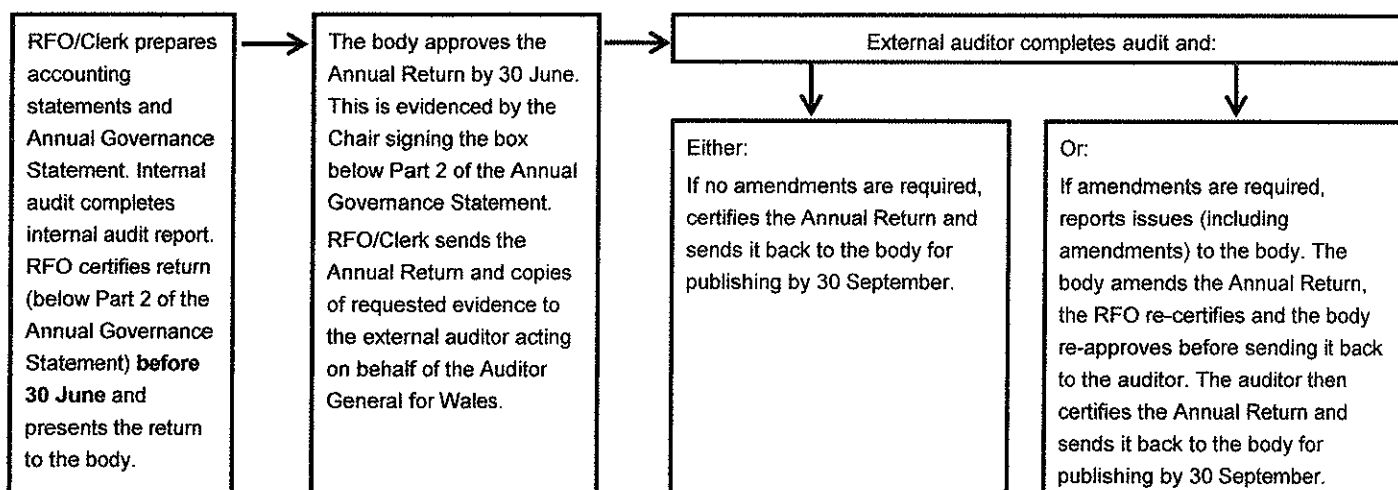 RFO/Clerk prepares
accounting
statements and
Annual Governance
Statement. Internal
audit completes
internal audit report.
RFO certifies return
(below Part 2 of the
Annual Governance
Statement) before
30 June and
presents the return
to the body.
The body approves the
Annual Return by 30 June.
This is evidenced by the
Chair signing the box
below Part 2 of the Annual
Governance Statement.
RFO/Clerk sends the
Annual Return and copies
of requested evidence to
the external auditor acting
on behalf of the Auditor
General for Wales.
External auditor completes audit and:
Either:
If no amendments are required,
certifies the Annual Return and
sends it back to the body for
publishing by 30 September.
Or:
If amendments are required,
reports issues (including
amendments) to the body. The
body amends the Annual Return,
the RFO re-certifies and the body
re-approves before sending it back
to the auditor. The auditor then
certifies the Annual Return and
sends it back to the body for
publishing by 30 September.